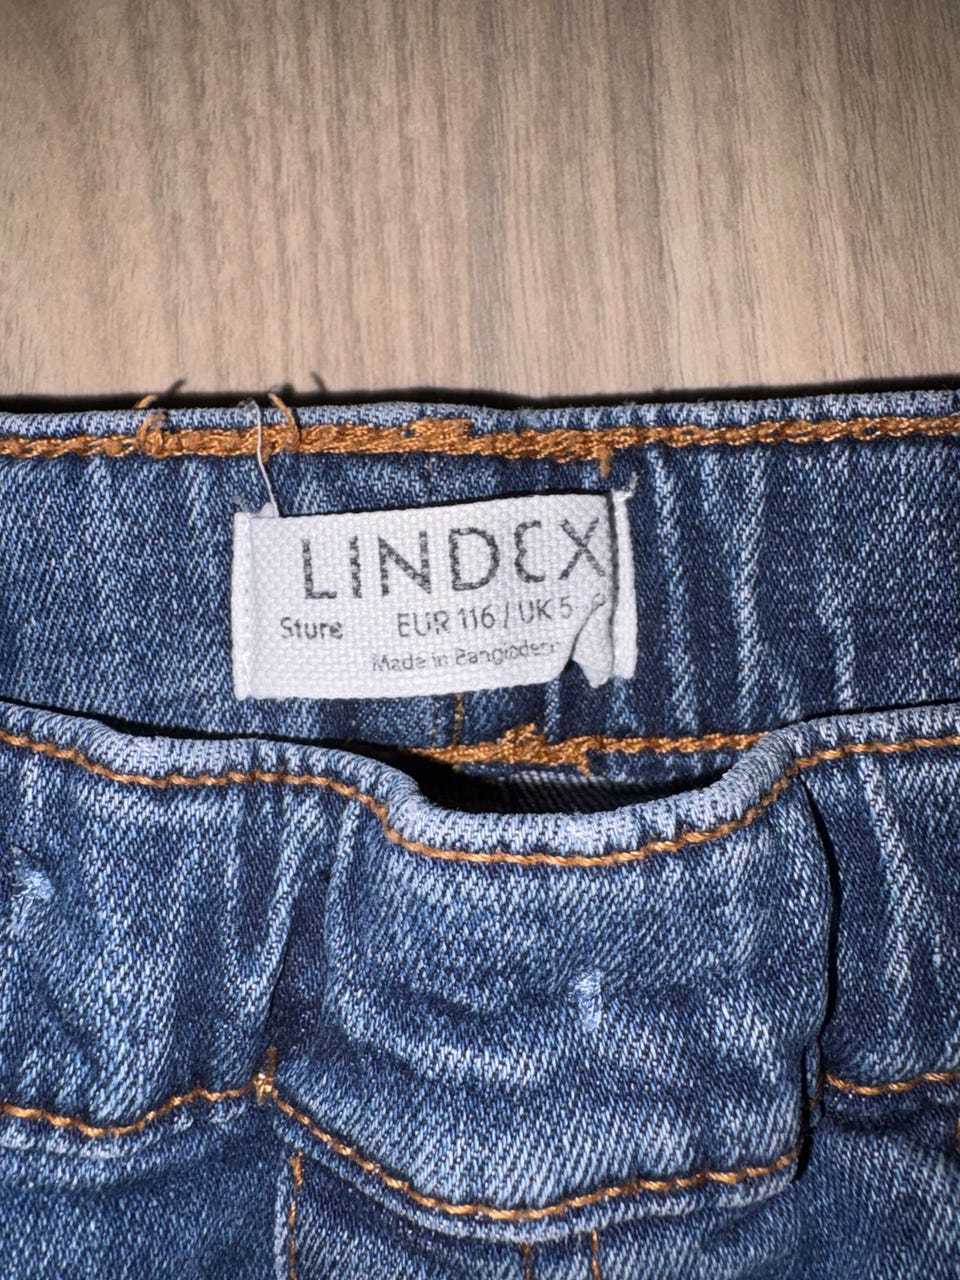 LINDEX
Sture EUR 116 / UK 5-
Made in Bangladesh